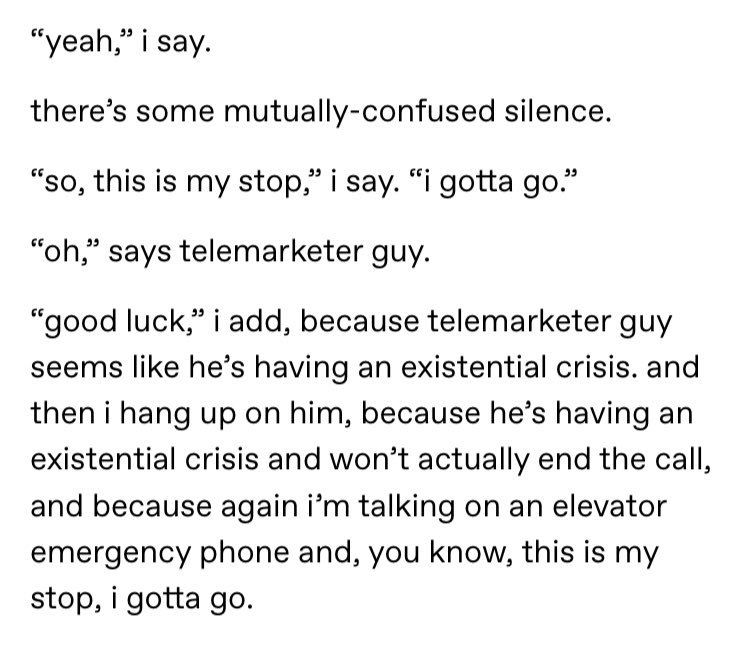 “yeah,” i say.
there’s some mutually-confused silence.
“so, this is my stop,” i say. “i gotta go.”
“oh,” says telemarketer guy.
“good luck,” i add, because telemarketer guy
seems like he’s having an existential crisis. and
then i hang up on him, because he’s having an
existential crisis and won’t actually end the call,
and because again i’m talking on an elevator
emergency phone and, you know, this is my
stop, i gotta go.